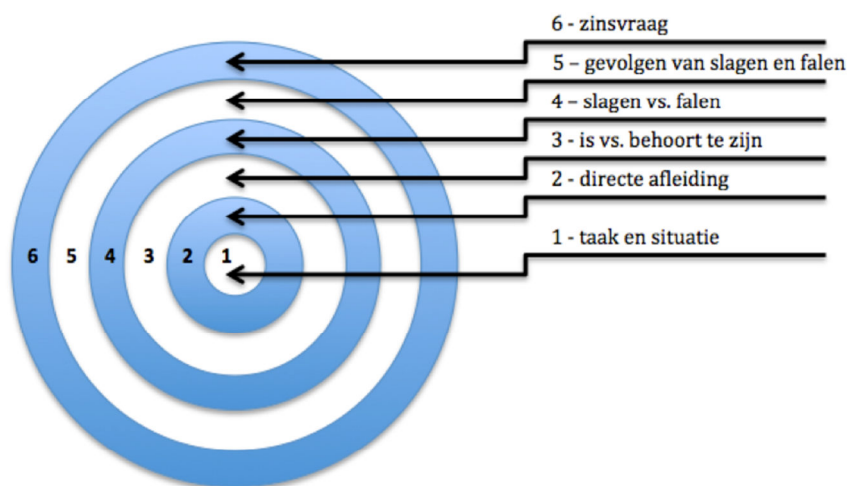 6 - zinsvraag
5 – gevolgen van slagen en falen
4 – slagen vs. falen
3 - is vs. behoort te zijn
2 - directe afleiding
1 - taak en situatie
6 5 4 3 2 1